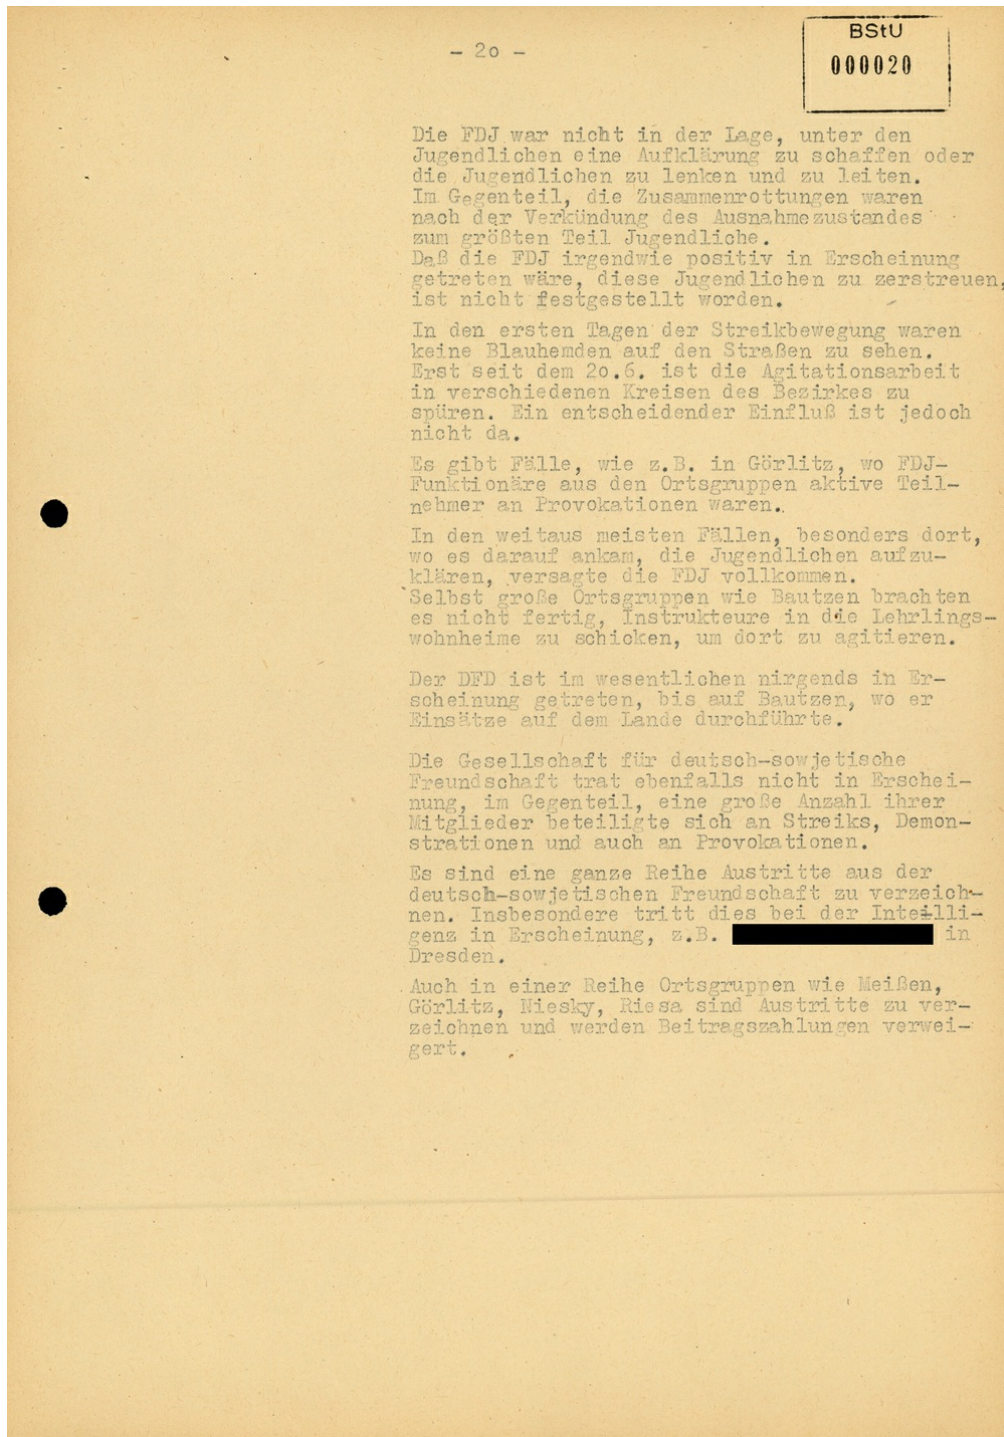 - 2o -
BStU
000020
Die FDJ war nicht in der Lage, unter den
Jugendlichen eine Aufklärung zu schaffen oder
die Jugendlichen zu lenken und zu leiten.
Im Gegenteil, die Zusammenrottungen waren
nach der Verkündung des Ausnahmezustandes
zum größten Teil Jugendliche.
Daß die FDJ irgendwie positiv in Erscheinung
getreten wäre, diese Jugendlichen zu zerstreuen,
ist nicht festgestellt worden.
In den ersten Tagen der Streikbewegung waren
keine Blauhemden auf den Straßen zu sehen.
Erst seit dem 2o.6. ist die Agitationsarbeit
in verschiedenen Kreisen des Bezirkes zu
spüren. Ein entscheidender Einfluß ist jedoch
nicht da.
Es gibt Fälle, wie z.B. in Görlitz, wo FDJ-
Funktionäre aus den Ortsgruppen aktive Teil-
nehmer an Provokationen waren.
In den weitaus meisten Fällen, besonders dort,
wo es darauf ankam, die Jugendlichen aufzu-
klären, versagte die FDJ vollkommen.
Selbst große Ortsgruppen wie Bautzen brachten
es nicht fertig, Instrukteure in die Lehrlings-
wohnheime zu schicken, um dort zu agitieren.
Der DFD ist im wesentlichen nirgends in Er-
scheinung getreten, bis auf Bautzen, wo er
Einsätze auf dem Lande durchführte.
Die Gesellschaft für deutsch-sowjetische
Freundschaft trat ebenfalls nicht in Erschei-
nung, im Gegenteil, eine große Anzahl ihrer
Mitglieder beteiligte sich an Streiks, Demon-
strationen und auch an Provokationen.
Es sind eine ganze Reihe Austritte aus der
deutsch-sowjetischen Freundschaft zu verzeich-
nen. Insbesondere tritt dies bei der Inteilli-
genz in Erscheinung, z.B. in
Dresden.
Auch in einer Reihe Ortsgruppen wie Meißen,
Görlitz, Niesky, Riesa sind Austritte zu ver-
zeichnen und werden Beitragszahlungen verwei-
gert.